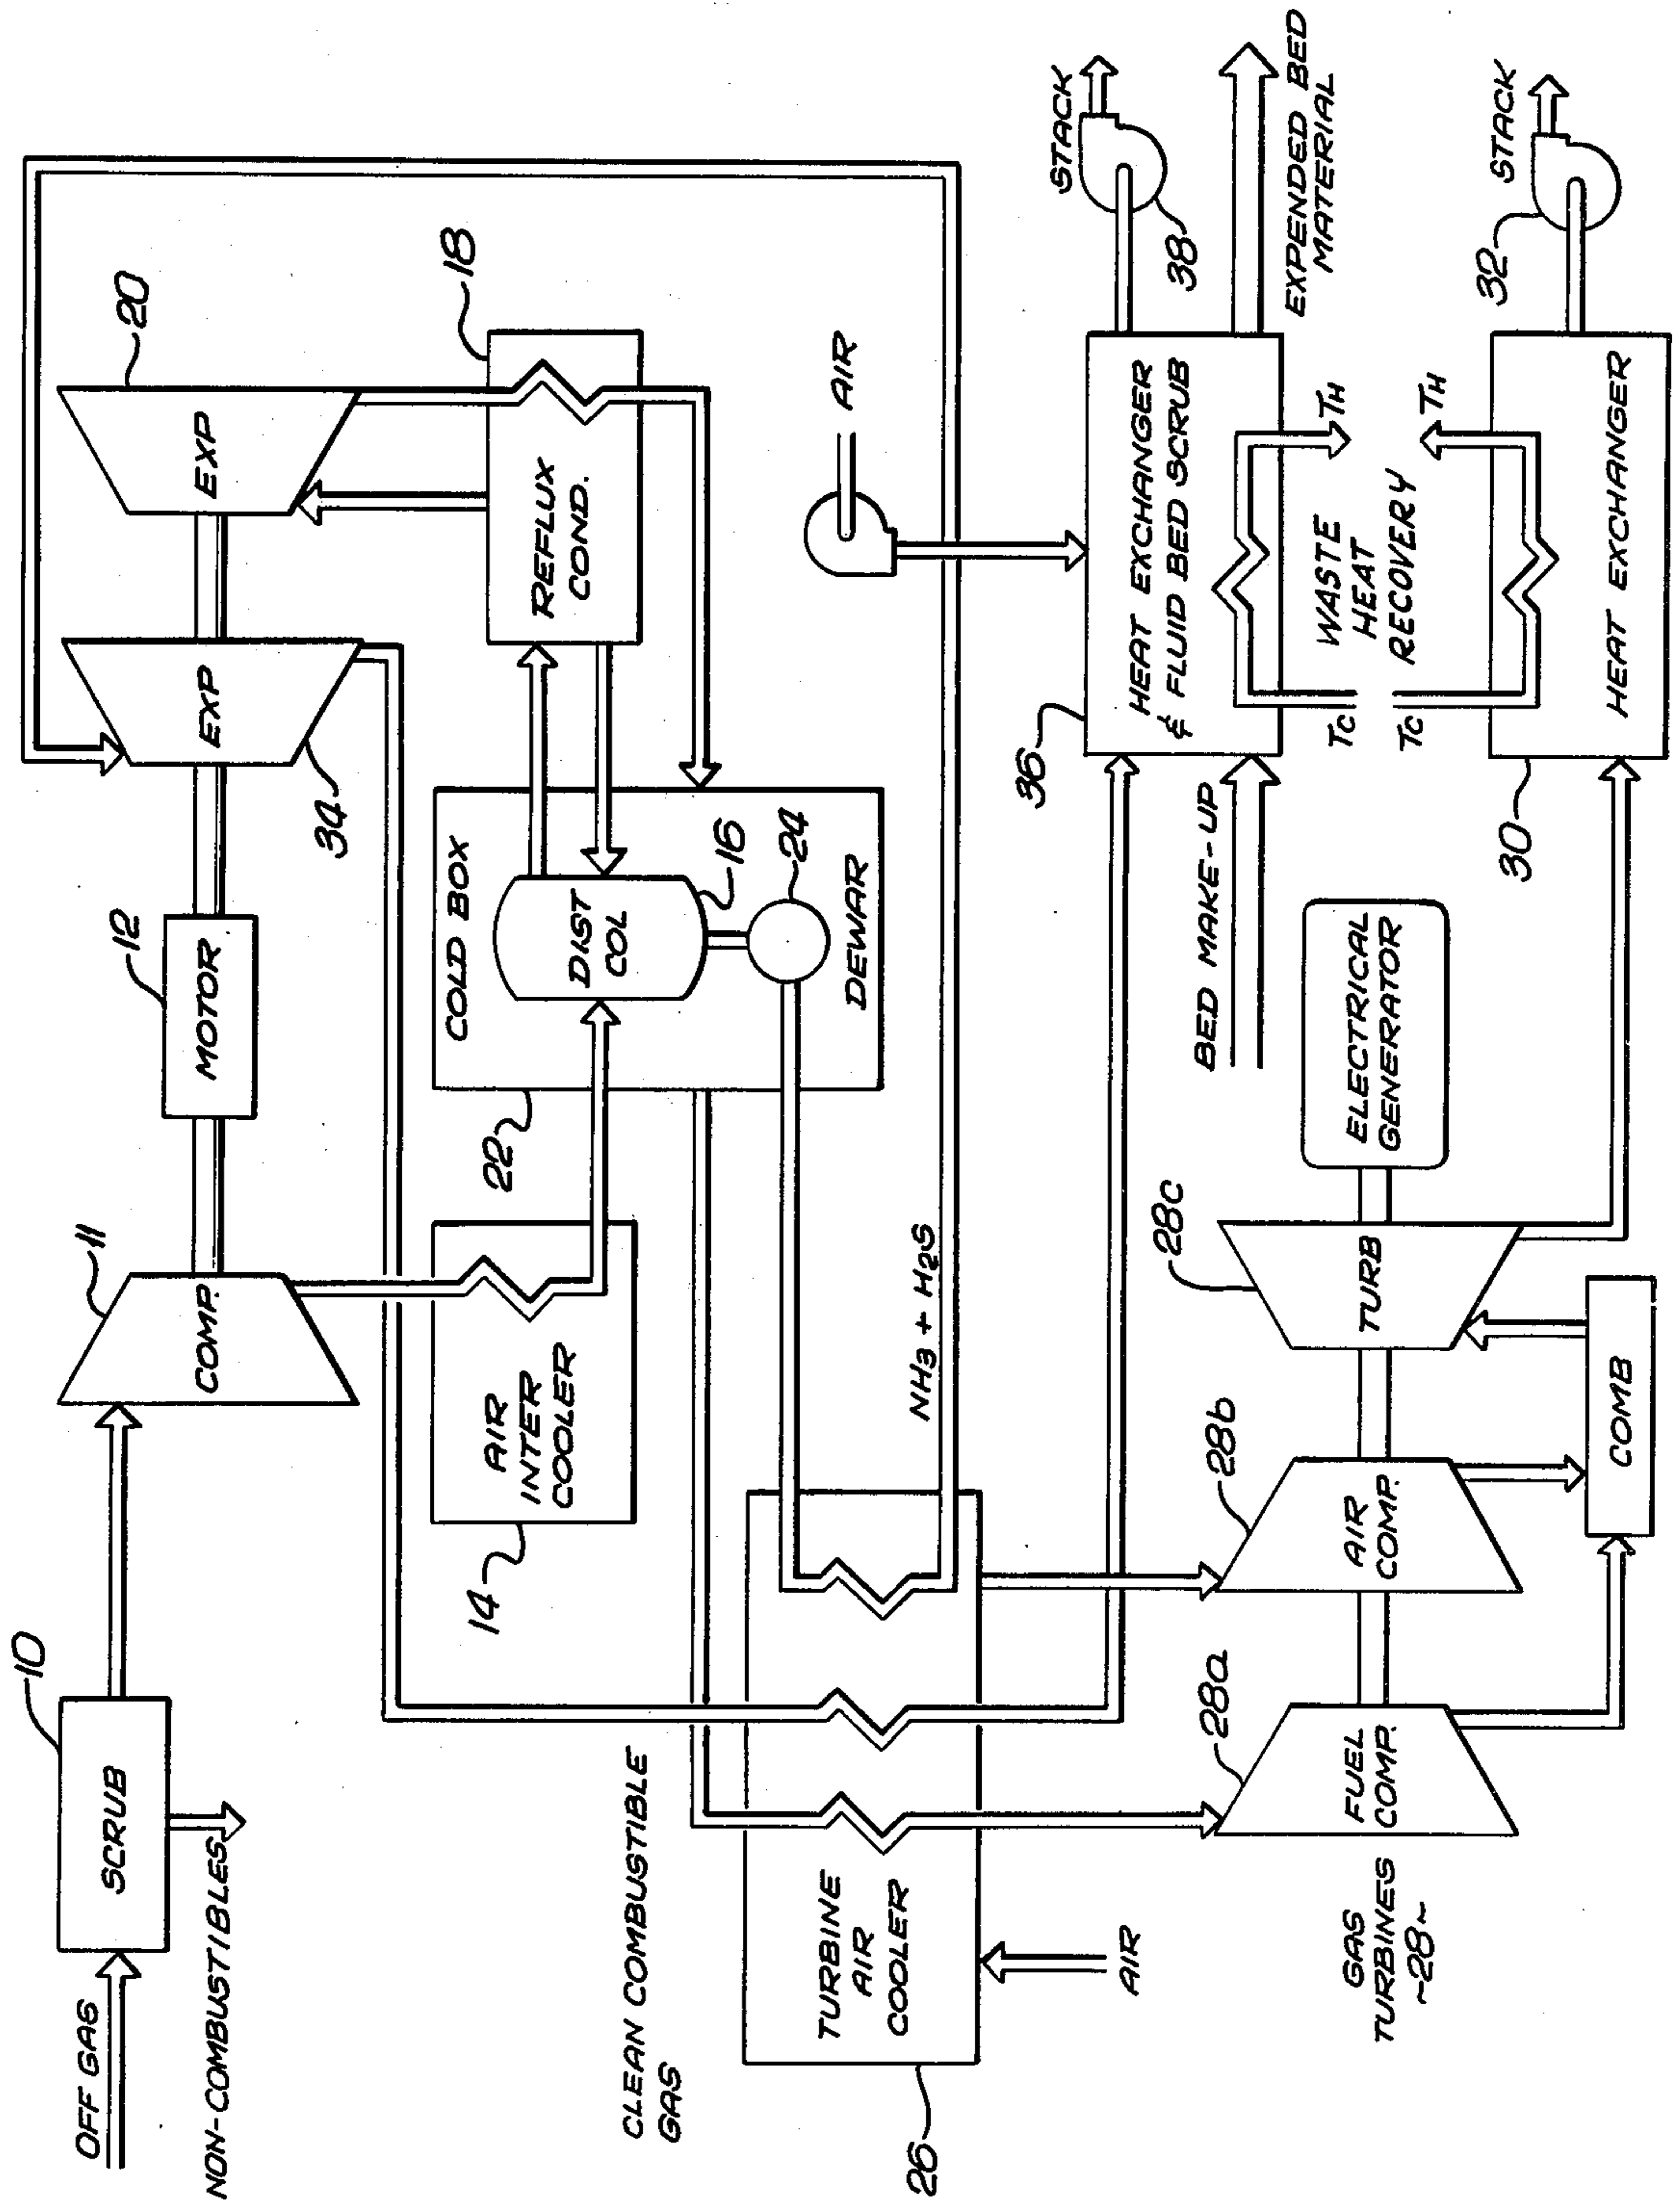 OFF GAS
NON-COMBUSTIBLES
10
SCRUB
11
COMP.
12
MOTOR
34
EXP
20
EXP
14
AIR
INTER
COOLER
22
COLD BOX
DIST
COL
16
24
DEWAR
18
REFLUX
COND.
CLEAN COMBUSTIBLE
GAS
26
TURBINE
AIR
COOLER
AIR
NH3 + H2S
AIR
36
HEAT EXCHANGER
& FLUID BED SCRUB
BED MAKE-UP
STACK
38
EXPENDED BED
MATERIAL
TC
TH
WASTE
HEAT
RECOVERY
TC
TH
30
HEAT EXCHANGER
32
STACK
GAS
TURBINES
~28~
28a
FUEL
COMP.
28b
AIR
COMP.
28c
TURB
ELECTRICAL
GENERATOR
COMB